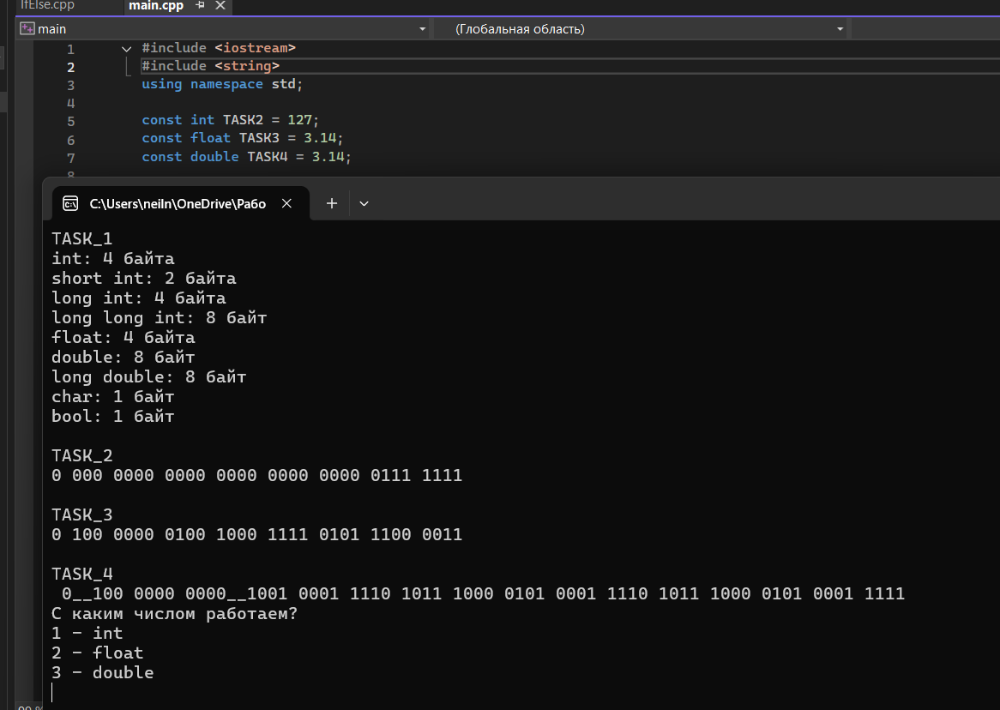 IfElse.cpp main.cpp
main (Глобальная область)
1 #include <iostream>
2 #include <string>
3 using namespace std;
4
5 const int TASK2 = 127;
6 const float TASK3 = 3.14;
7 const double TASK4 = 3.14;
8
C:\Users\neiln\OneDrive\Рабо
TASK_1
int: 4 байта
short int: 2 байта
long int: 4 байта
long long int: 8 байт
float: 4 байта
double: 8 байт
long double: 8 байт
char: 1 байт
bool: 1 байт
TASK_2
0 000 0000 0000 0000 0000 0000 0111 1111
TASK_3
0 100 0000 0100 1000 1111 0101 1100 0011
TASK_4
0__100 0000 0000__1001 0001 1110 1011 1000 0101 0001 1110 1011 1000 0101 0001 1111
С каким числом работаем?
1 - int
2 - float
3 - double